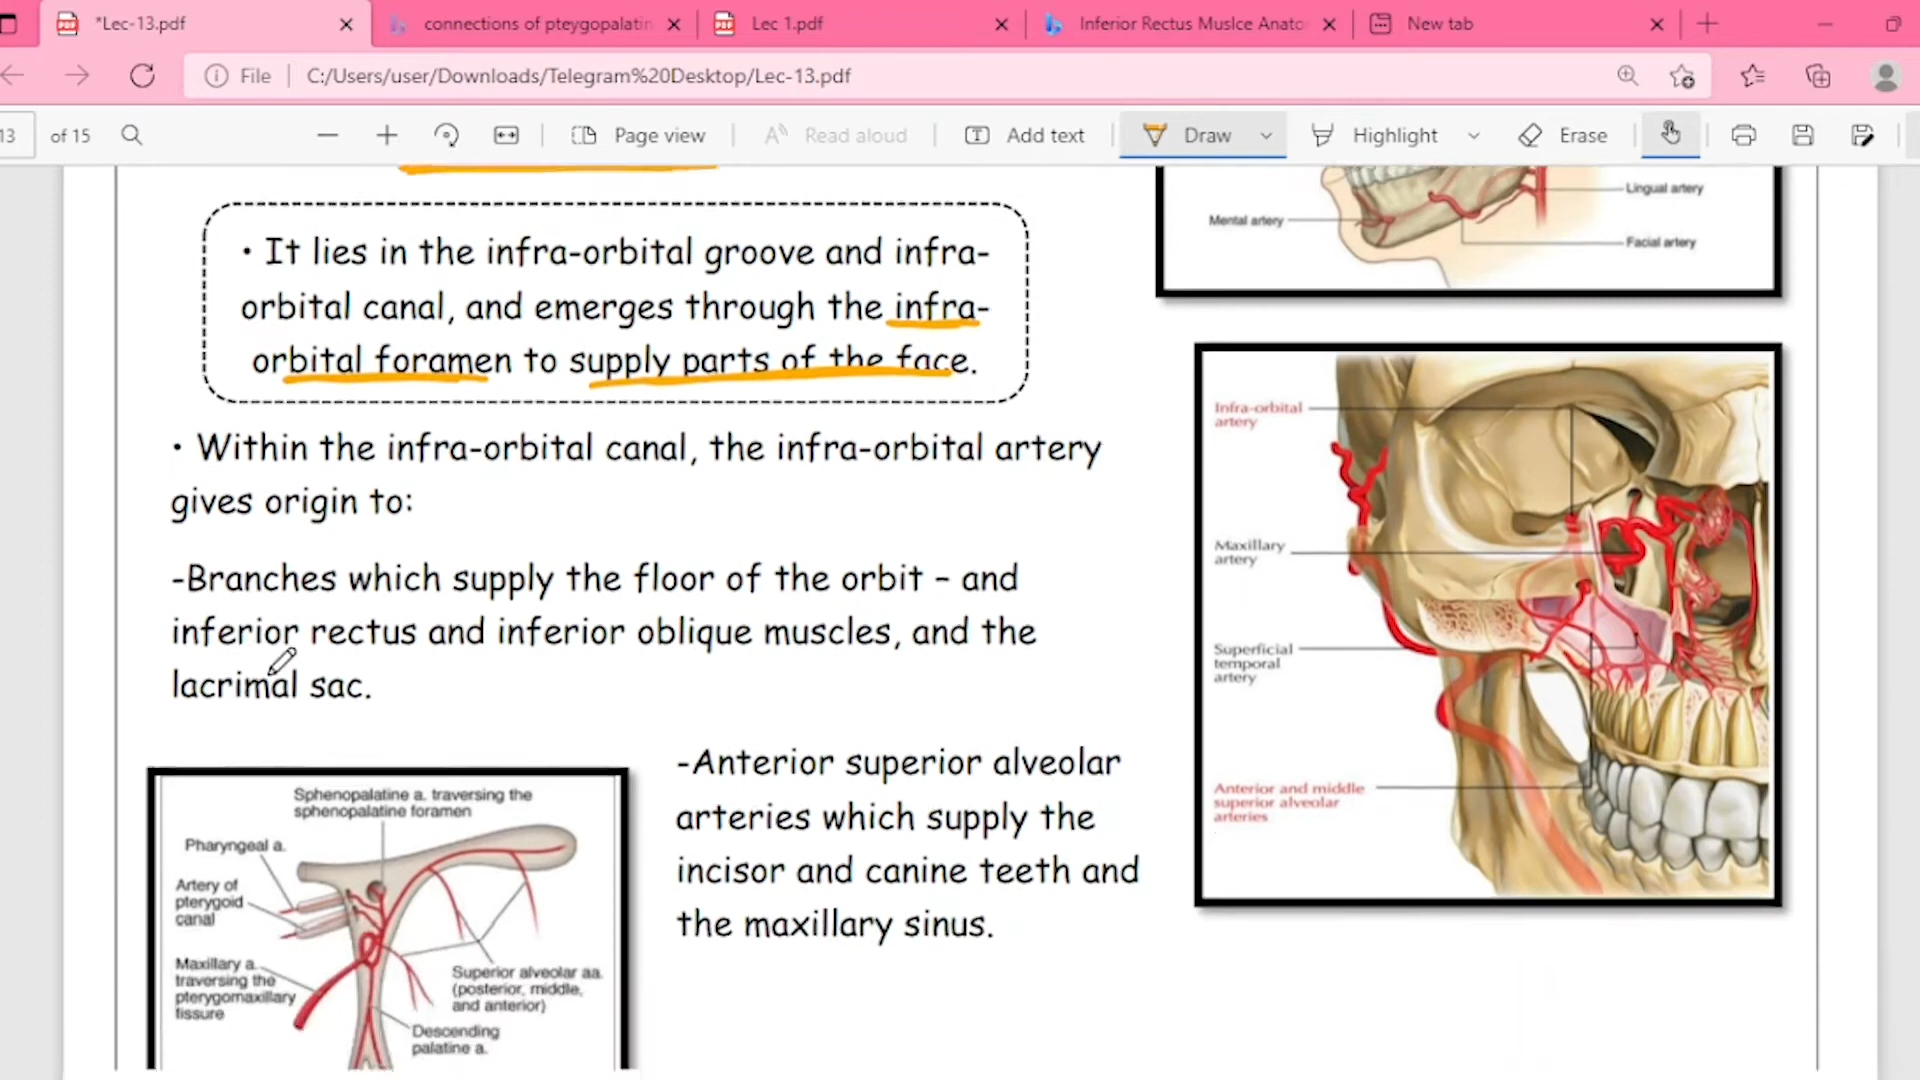 *Lec-13.pdf
connections of pteygopalatin
Lec 1.pdf
Inferior Rectus Muslce Anato
New tab
File
C:/Users/user/Downloads/Telegram%20Desktop/Lec-13.pdf
13 of 15
Page view
Read aloud
Add text
Draw
Highlight
Erase
• It lies in the infra-orbital groove and infra-
orbital canal, and emerges through the infra-
orbital foramen to supply parts of the face.
• Within the infra-orbital canal, the infra-orbital artery
gives origin to:
-Branches which supply the floor of the orbit – and
inferior rectus and inferior oblique muscles, and the
lacrimal sac.
-Anterior superior alveolar
arteries which supply the
incisor and canine teeth and
the maxillary sinus.
Sphenopalatine a. traversing the
sphenopalatine foramen
Pharyngeal a.
Artery of
pterygoid
canal
Maxillary a.
traversing the
pterygomaxillary
fissure
Superior alveolar aa.
(posterior, middle,
and anterior)
Descending
palatine a.
Lingual artery
Mental artery
Facial artery
Infra-orbital
artery
Maxillary
artery
Superficial
temporal
artery
Anterior and middle
superior alveolar
arteries